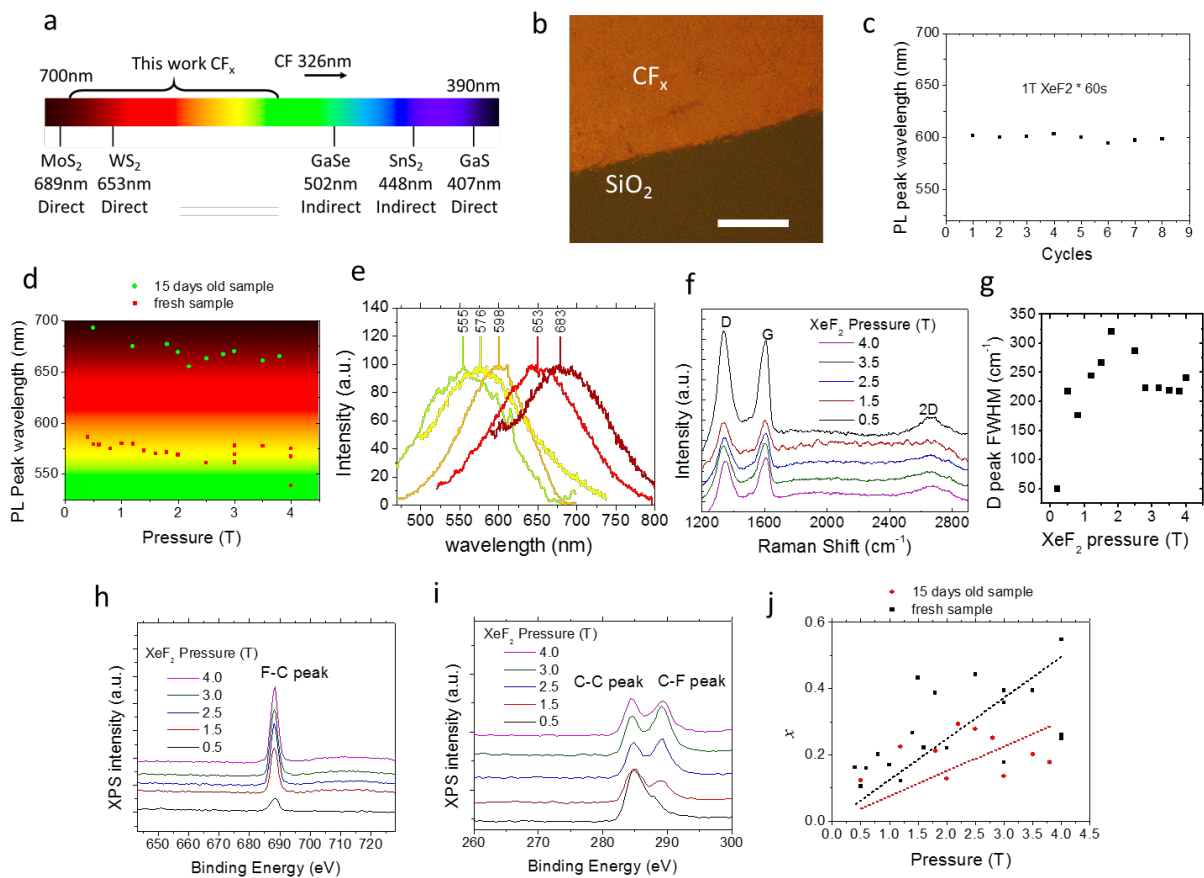 a
700nm
This work CFx
CF 326nm
390nm
MoS2
689nm
Direct
WS2
653nm
Direct
GaSe
502nm
Indirect
SnS2
448nm
Indirect
GaS
407nm
Direct
b
CFx
SiO2
c
PL peak wavelength (nm)
700
650
600
550
1T XeF2 * 60s
0 1 2 3 4 5 6 7 8 9
Cycles
d
15 days old sample
fresh sample
PL Peak wavelength (nm)
700
650
600
550
0 1 2 3 4
Pressure (T)
e
Intensity (a.u.)
140
120
100
80
60
40
20
0
555
576
598
653
683
500 550 600 650 700 750 800
wavelength (nm)
f
Intensity (a.u.)
D
G
2D
XeF2 Pressure (T)
4.0
3.5
2.5
1.5
0.5
1200 1600 2000 2400 2800
Raman Shift (cm-1)
g
D peak FWHM (cm-1)
350
300
250
200
150
100
50
0 1 2 3 4
XeF2 pressure (T)
h
XPS intensity (a.u.)
XeF2 Pressure (T)
4.0
3.0
2.5
1.5
0.5
F-C peak
650 660 670 680 690 700 710 720
Binding Energy (eV)
i
XPS intensity (a.u.)
XeF2 Pressure (T)
4.0
3.0
2.5
1.5
0.5
C-C peak
C-F peak
260 270 280 290 300
Binding Energy (eV)
j
15 days old sample
fresh sample
x
0.6
0.4
0.2
0.0
0.0 0.5 1.0 1.5 2.0 2.5 3.0 3.5 4.0 4.5
Pressure (T)